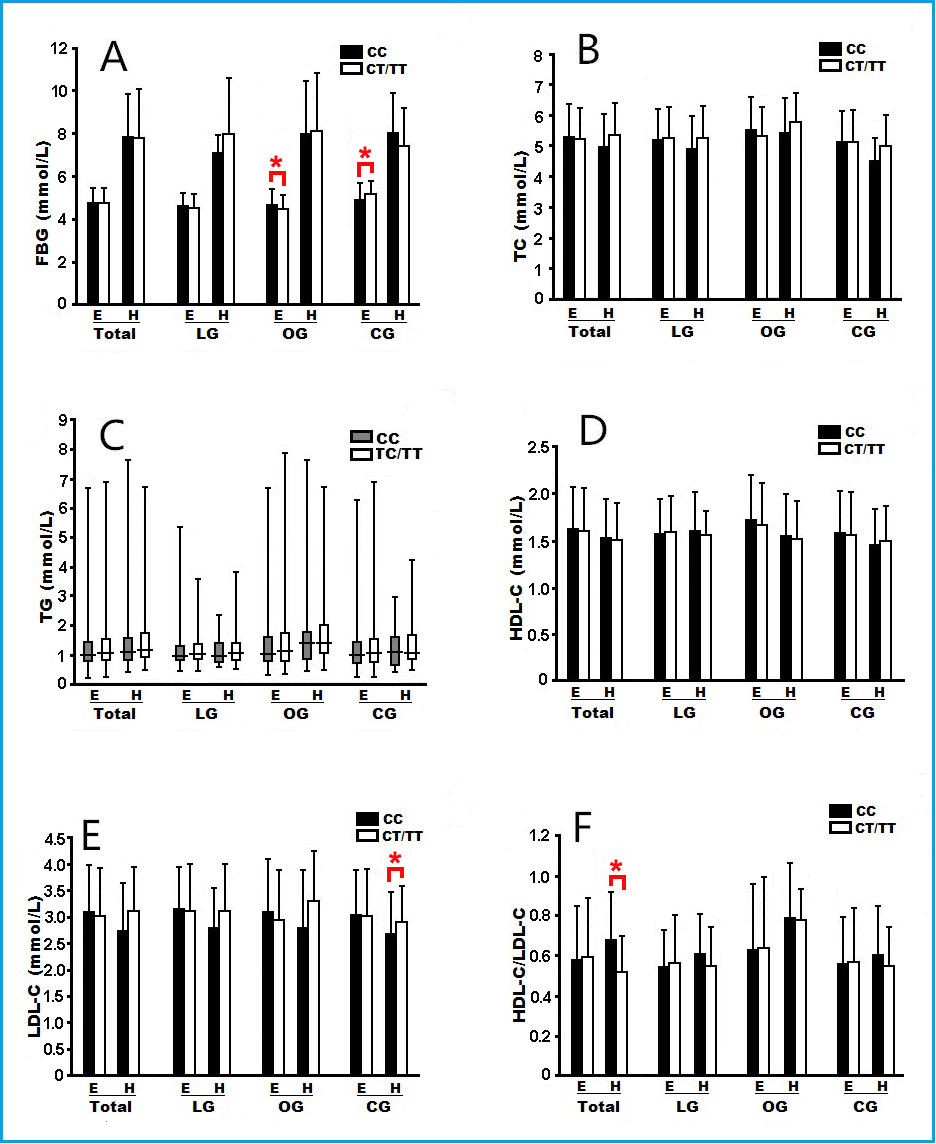 A
CC
CT/TT
FBG (mmol/L)
12
10
8
6
4
2
0
E H E H E H E H
Total LG OG CG
*
*
B
CC
CT/TT
TC (mmol/L)
8
7
6
5
4
3
2
1
0
E H E H E H E H
Total LG OG CG
C
CC
TC/TT
TG (mmol/L)
9
8
7
6
5
4
3
2
1
0
E H E H E H E H
Total LG OG CG
D
CC
CT/TT
HDL-C (mmol/L)
2.5
2.0
1.5
1.0
0.5
0
E H E H E H E H
Total LG OG CG
E
CC
CT/TT
LDL-C (mmol/L)
4.5
4.0
3.5
3.0
2.5
2.0
1.5
1.0
0.5
0
*
E H E H E H E H
Total LG OG CG
F
CC
CT/TT
HDL-C/LDL-C
1.2
1.0
0.8
0.6
0.4
0.2
0
*
E H E H E H E H
Total LG OG CG